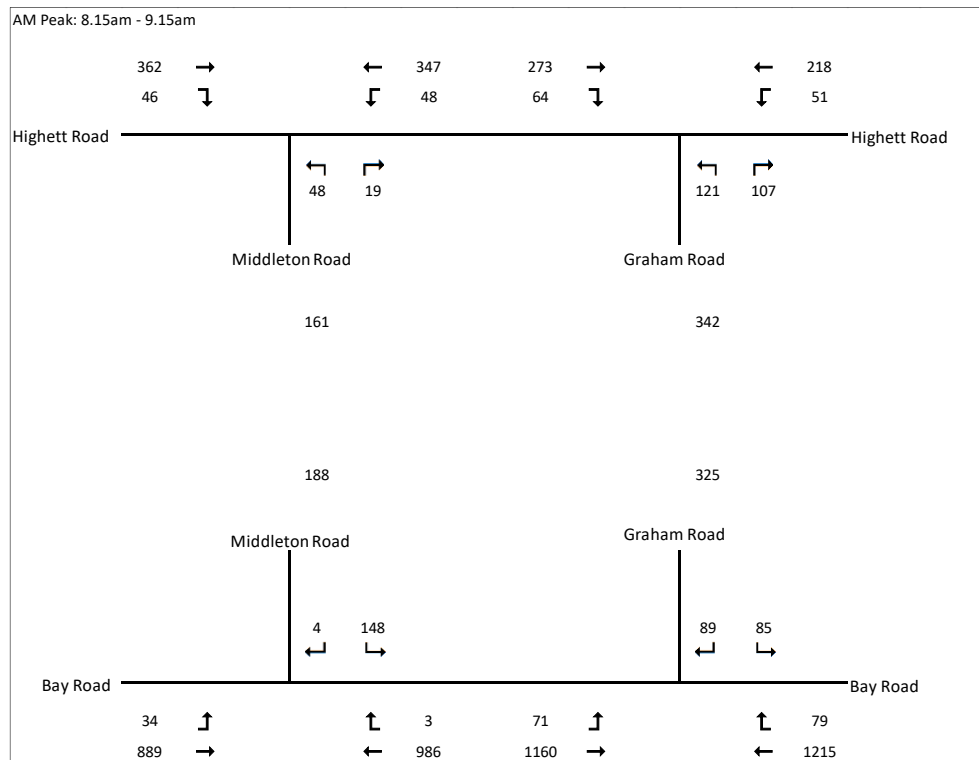 AM Peak: 8.15am - 9.15am
362 347 273 218
46 48 64 51
Highett Road Highett Road
48 19 121 107
Middleton Road Graham Road
161 342
188 325
Middleton Road Graham Road
4 148 89 85
Bay Road Bay Road
34 3 71 79
889 986 1160 1215